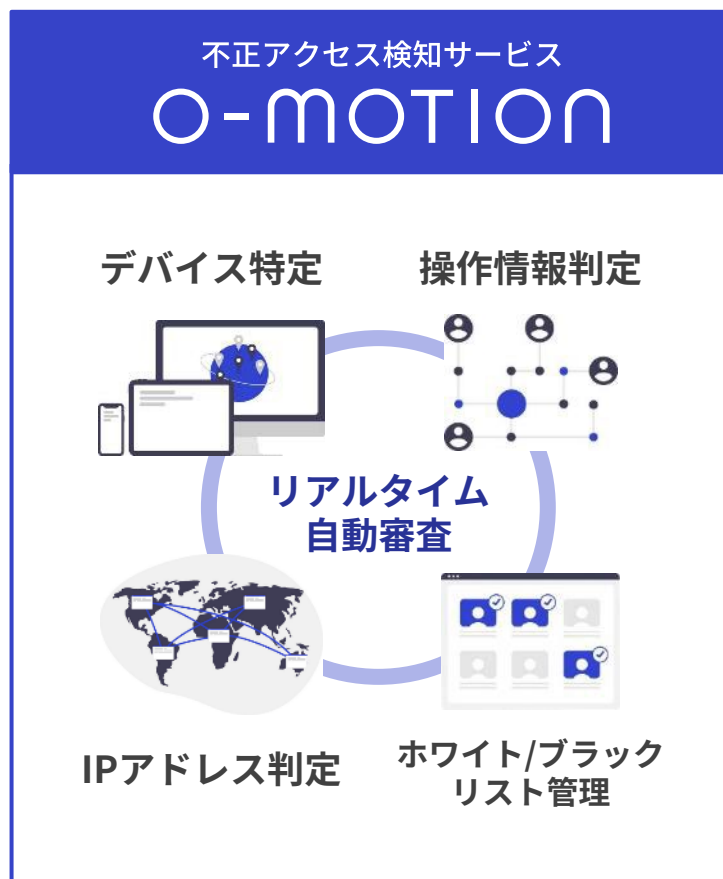 不正アクセス検知サービス
O-MOTION
デバイス特定
操作情報判定
リアルタイム
自動審査
IPアドレス判定
ホワイト/ブラック
リスト管理